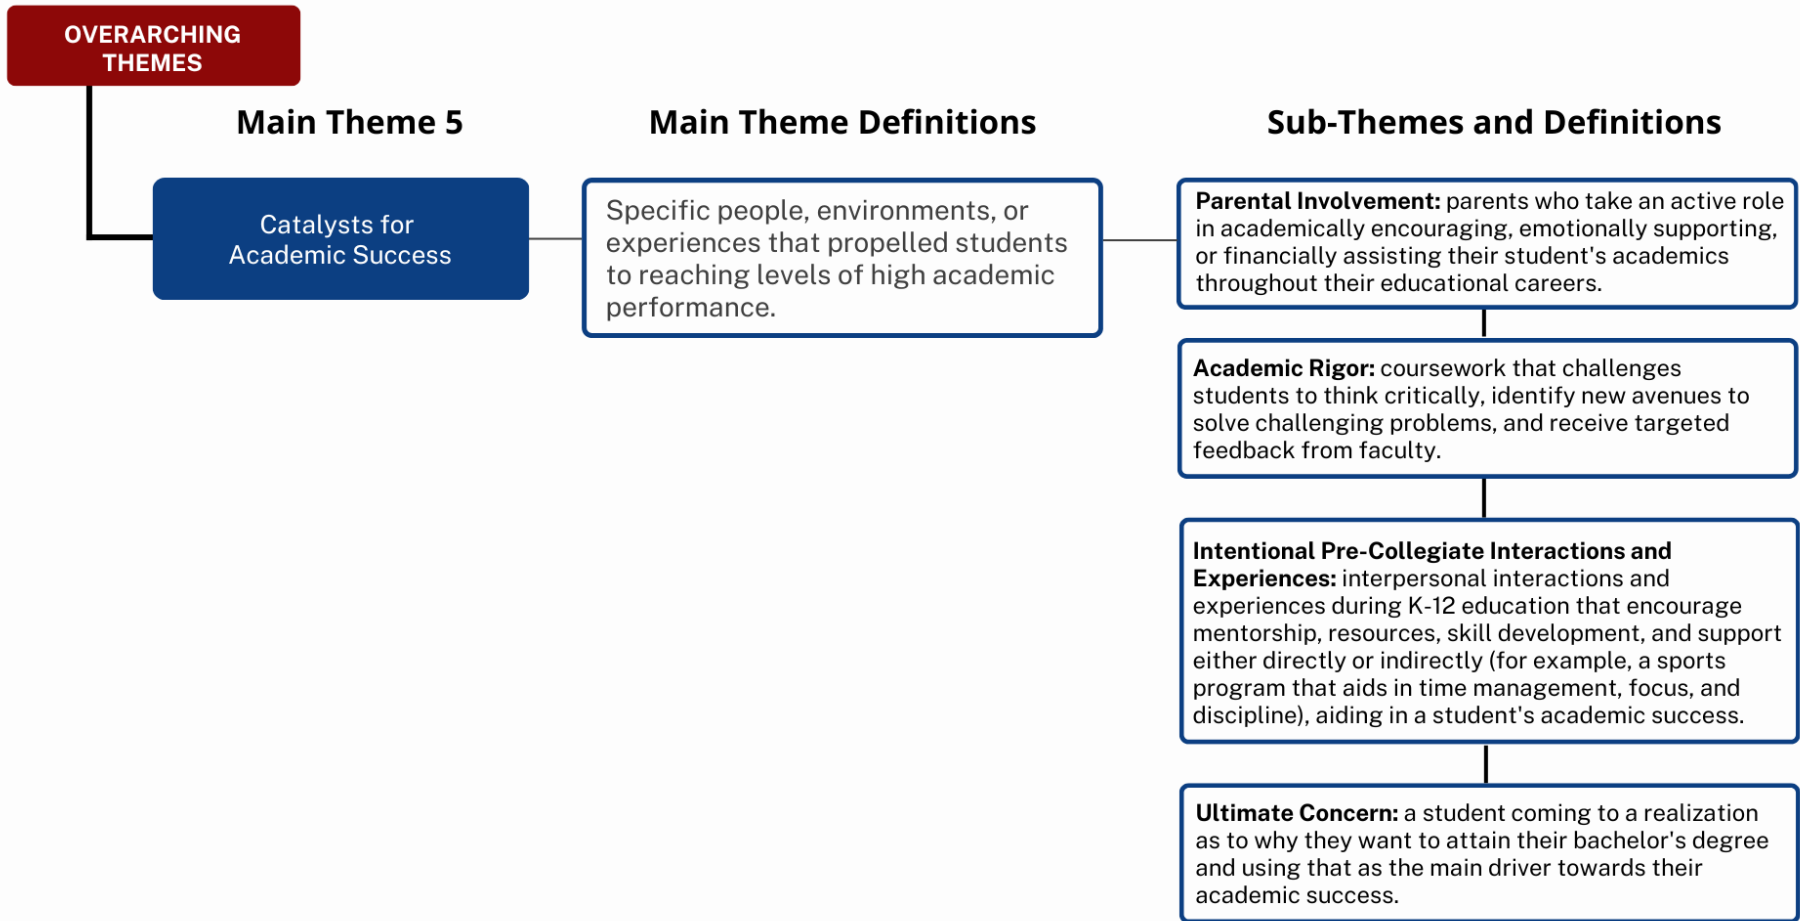 OVERARCHING
THEMES
Main Theme 5
Main Theme Definitions
Sub-Themes and Definitions
Catalysts for
Academic Success
Specific people, environments, or
experiences that propelled students
to reaching levels of high academic
performance.
Parental Involvement: parents who take an active role
in academically encouraging, emotionally supporting,
or financially assisting their student's academics
throughout their educational careers.
Academic Rigor: coursework that challenges
students to think critically, identify new avenues to
solve challenging problems, and receive targeted
feedback from faculty.
Intentional Pre-Collegiate Interactions and
Experiences: interpersonal interactions and
experiences during K-12 education that encourage
mentorship, resources, skill development, and support
either directly or indirectly (for example, a sports
program that aids in time management, focus, and
discipline), aiding in a student's academic success.
Ultimate Concern: a student coming to a realization
as to why they want to attain their bachelor's degree
and using that as the main driver towards their
academic success.